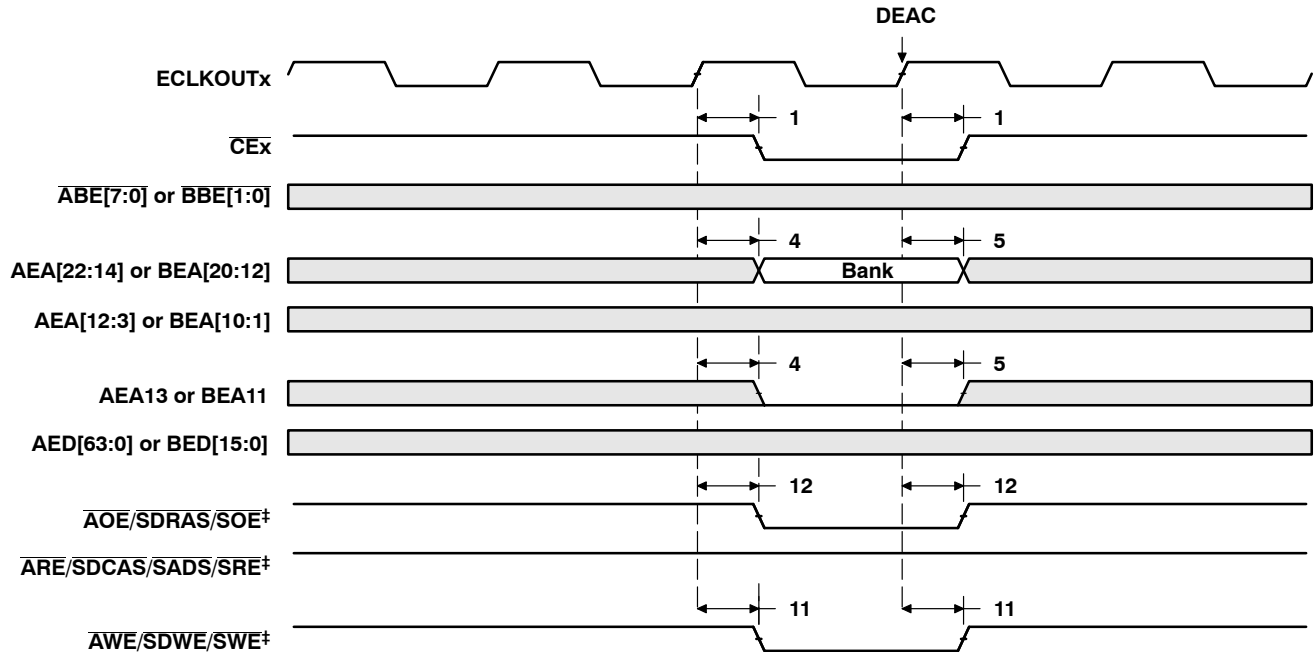 DEAC
ECLKOUTx
1 1
CEx
ABE[7:0] or BBE[1:0]
4 5
AEA[22:14] or BEA[20:12] Bank
AEA[12:3] or BEA[10:1]
4 5
AEA13 or BEA11
AED[63:0] or BED[15:0]
12 12
AOE/SDRAS/SOE‡
ARE/SDCAS/SADS/SRE‡
11 11
AWE/SDWE/SWE‡